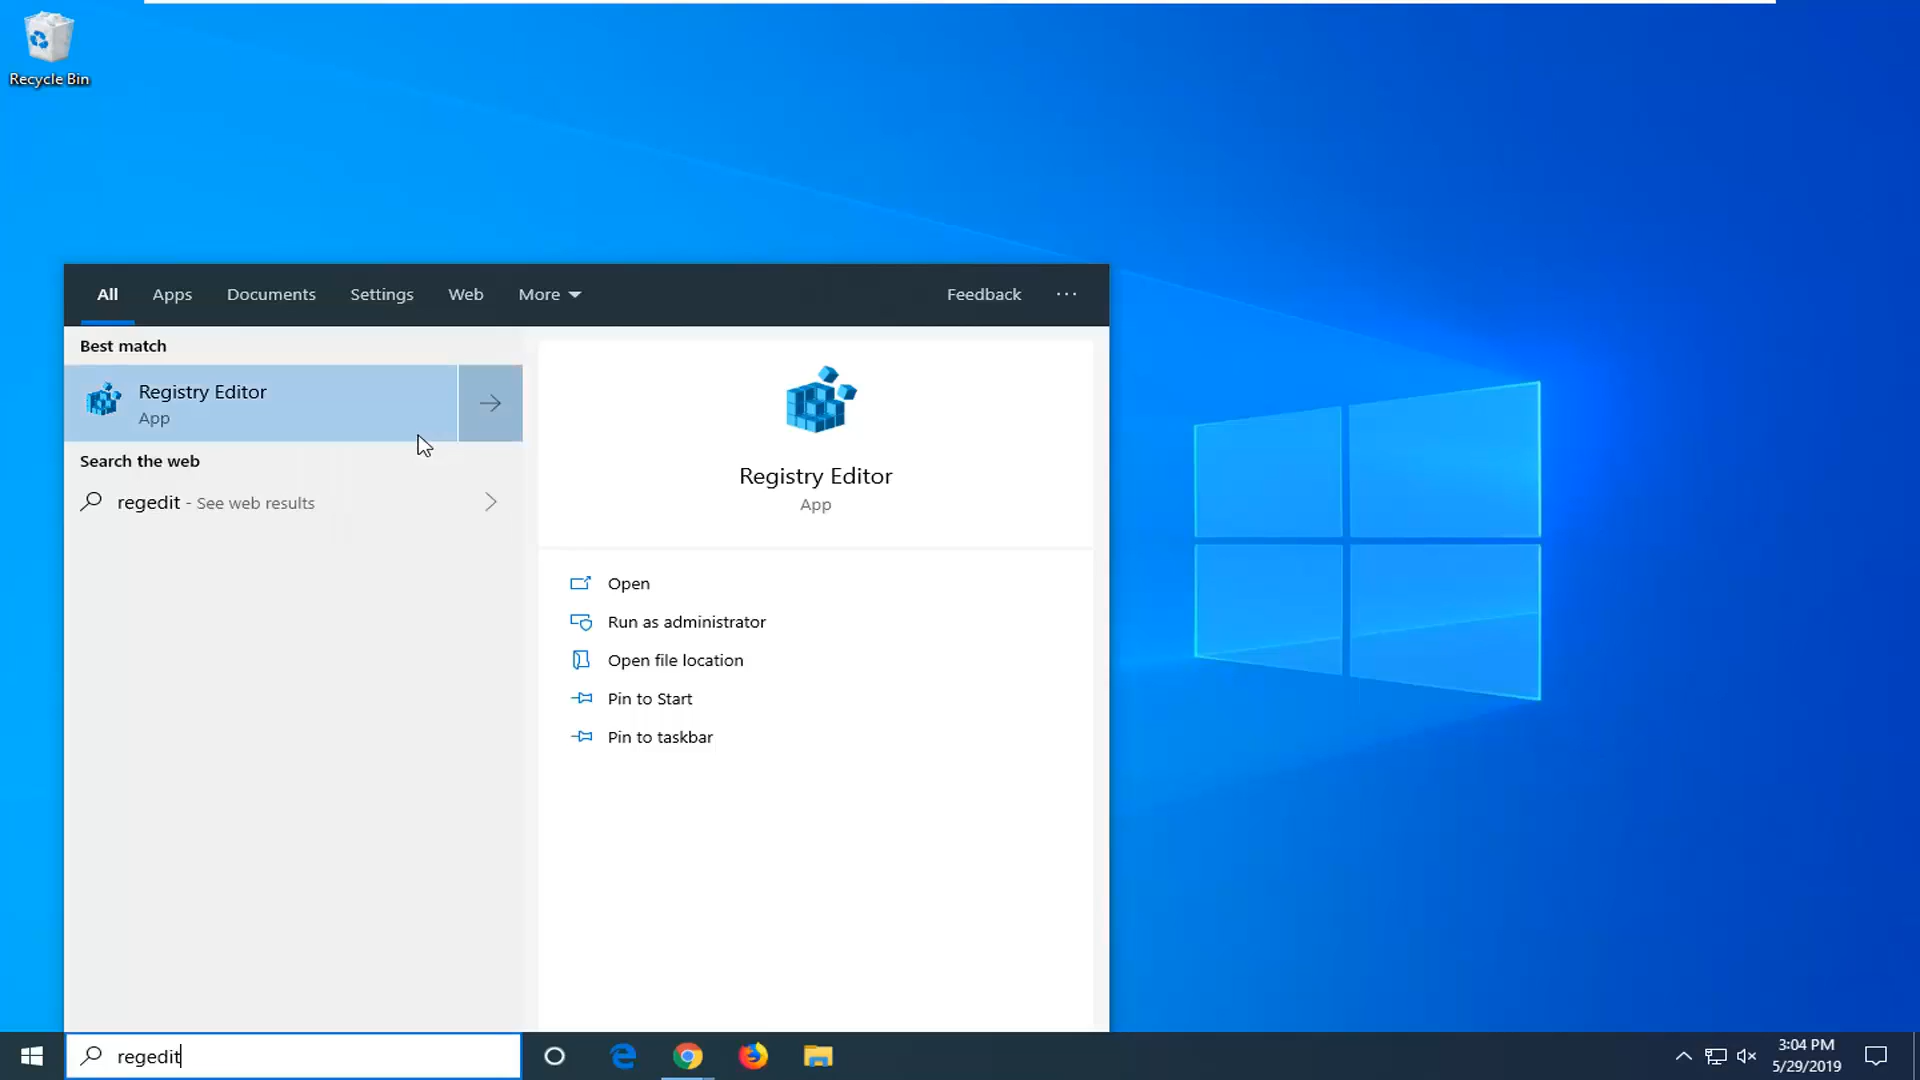 Recycle Bin
All Apps Documents Settings Web More Feedback ...
Best match
Registry Editor
App
Search the web
regedit - See web results
Registry Editor
App
Open
Run as administrator
Open file location
Pin to Start
Pin to taskbar
regedit
3:04 PM
5/29/2019